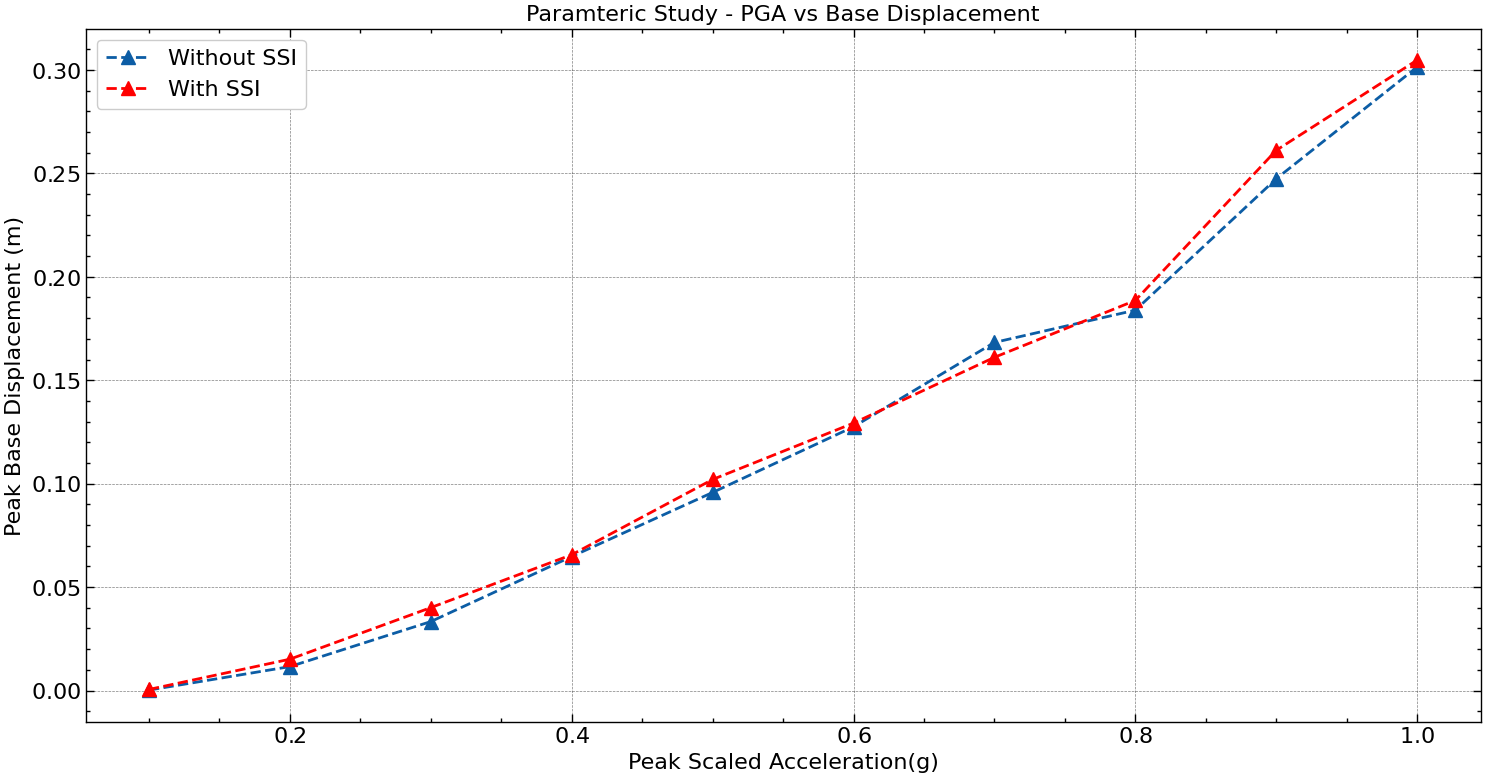 Paramteric Study - PGA vs Base Displacement
Without SSI
With SSI
Peak Base Displacement (m)
0.30
0.25
0.20
0.15
0.10
0.05
0.00
0.2 0.4 0.6 0.8 1.0
Peak Scaled Acceleration(g)